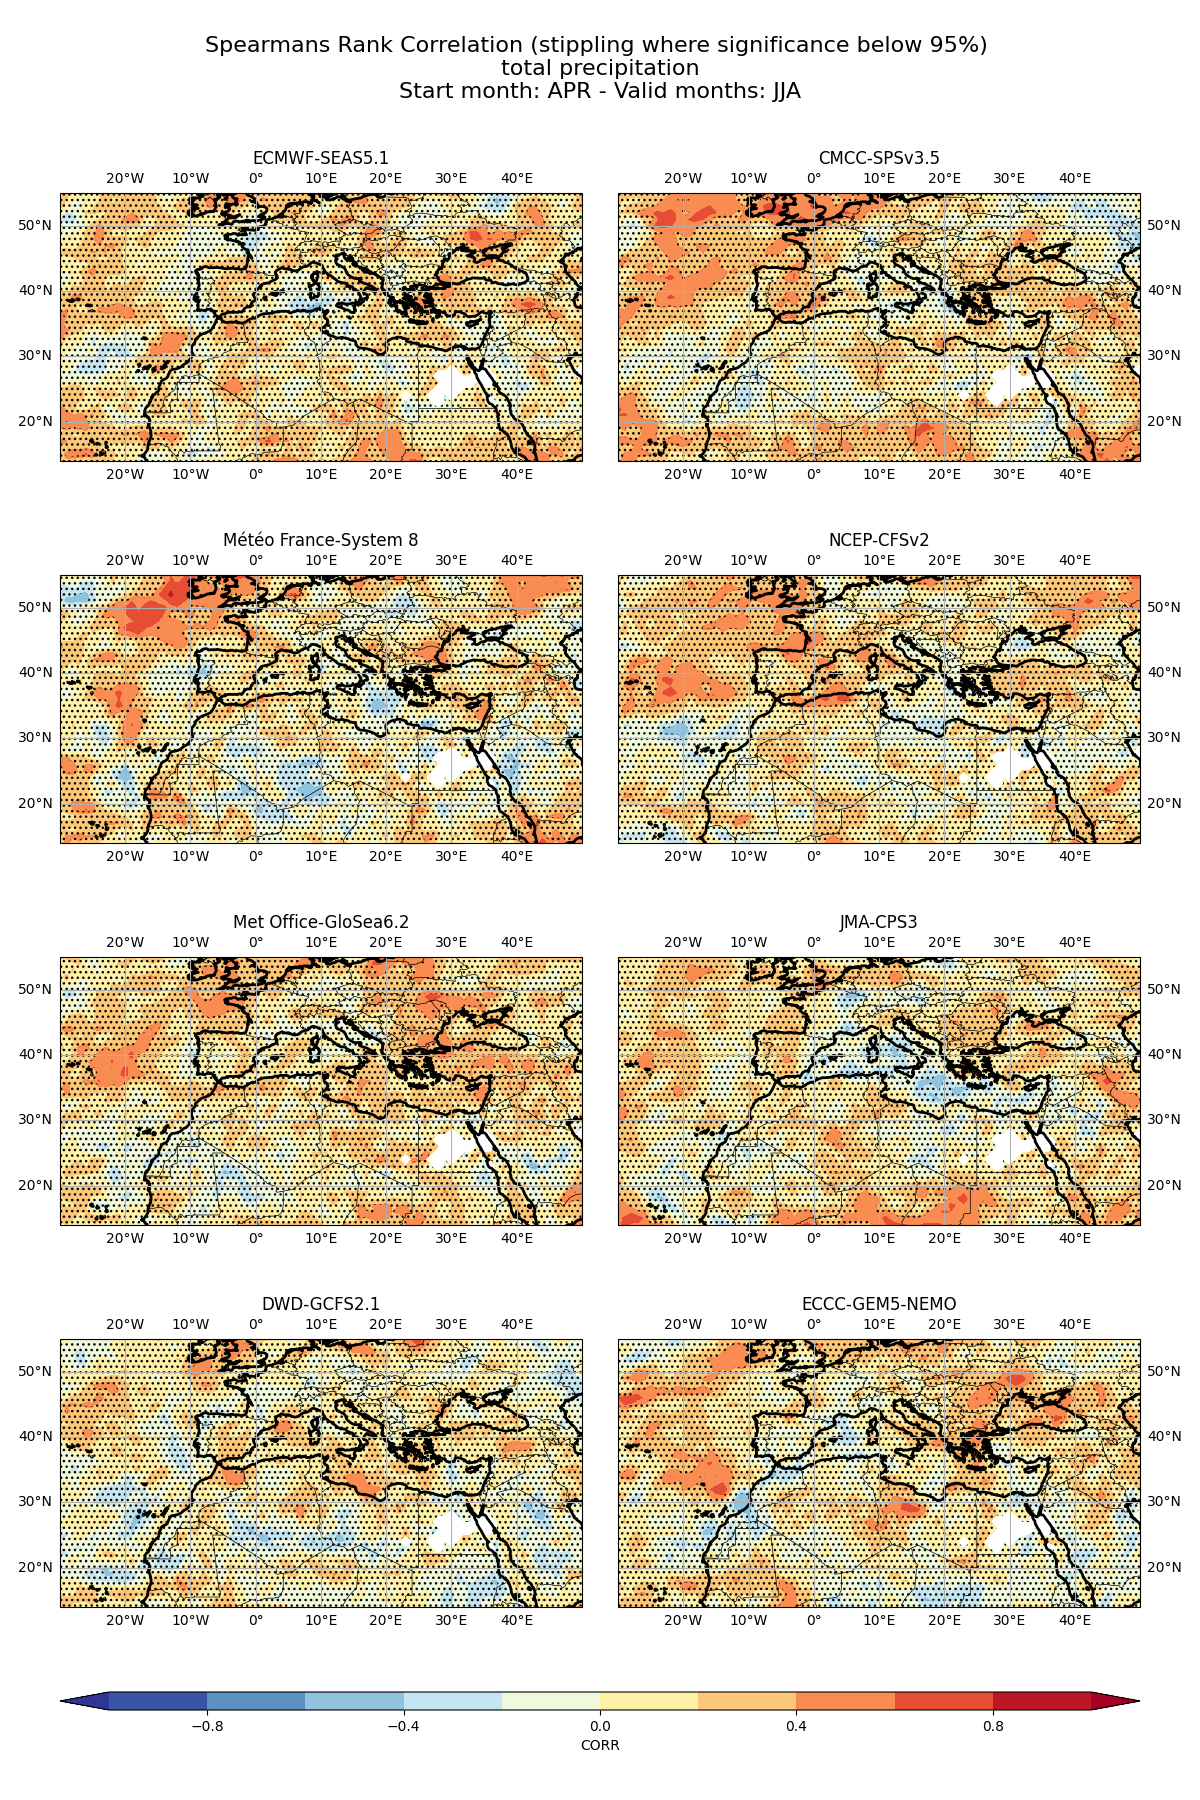 Spearmans Rank Correlation (stippling where significance below 95%)
total precipitation
Start month: APR - Valid months: JJA
ECMWF-SEAS5.1
20°W 10°W 0° 10°E 20°E 30°E 40°E
50°N
40°N
30°N
20°N
20°W 10°W 0° 10°E 20°E 30°E 40°E
CMCC-SPSv3.5
20°W 10°W 0° 10°E 20°E 30°E 40°E
50°N
40°N
30°N
20°N
20°W 10°W 0° 10°E 20°E 30°E 40°E
Météo France-System 8
20°W 10°W 0° 10°E 20°E 30°E 40°E
50°N
40°N
30°N
20°N
20°W 10°W 0° 10°E 20°E 30°E 40°E
NCEP-CFSv2
20°W 10°W 0° 10°E 20°E 30°E 40°E
50°N
40°N
30°N
20°N
20°W 10°W 0° 10°E 20°E 30°E 40°E
Met Office-GloSea6.2
20°W 10°W 0° 10°E 20°E 30°E 40°E
50°N
40°N
30°N
20°N
20°W 10°W 0° 10°E 20°E 30°E 40°E
JMA-CPS3
20°W 10°W 0° 10°E 20°E 30°E 40°E
50°N
40°N
30°N
20°N
20°W 10°W 0° 10°E 20°E 30°E 40°E
DWD-GCFS2.1
20°W 10°W 0° 10°E 20°E 30°E 40°E
50°N
40°N
30°N
20°N
20°W 10°W 0° 10°E 20°E 30°E 40°E
ECCC-GEM5-NEMO
20°W 10°W 0° 10°E 20°E 30°E 40°E
50°N
40°N
30°N
20°N
20°W 10°W 0° 10°E 20°E 30°E 40°E
−0.8 −0.4 0.0 0.4 0.8
CORR